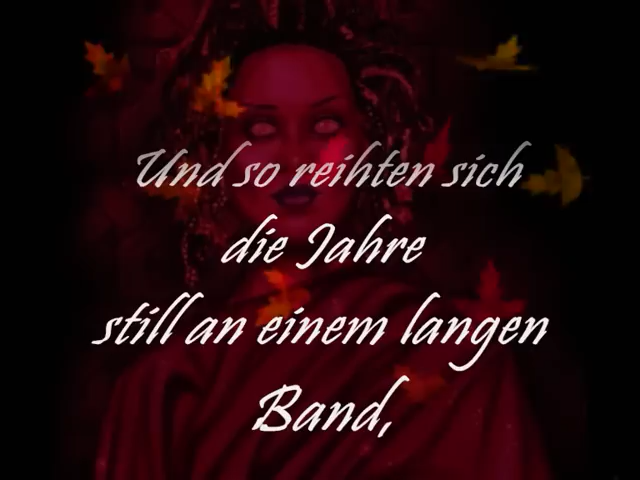 Und so reihten sich
die Jahre
still an einem langen
Band,